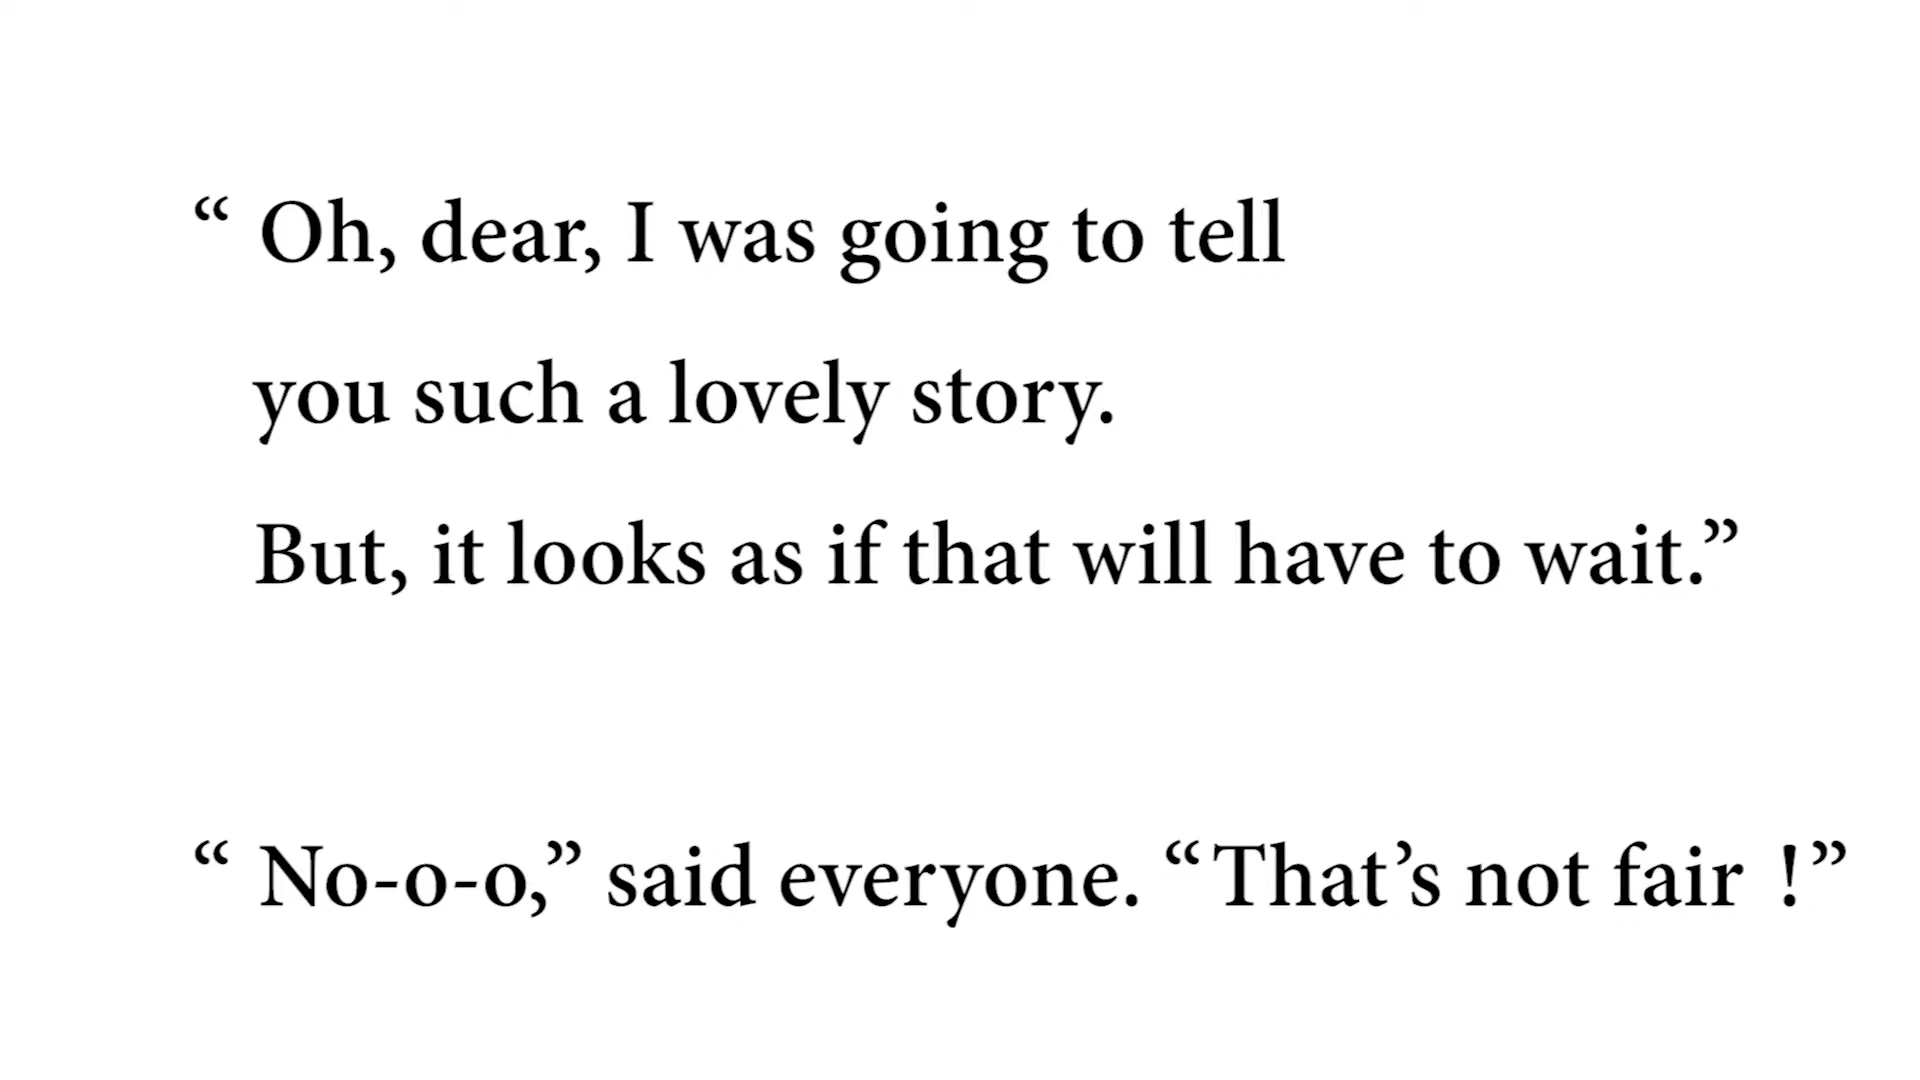 “ Oh, dear, I was going to tell
you such a lovely story.
But, it looks as if that will have to wait.”
“ No-o-o,” said everyone. “That’s not fair !”